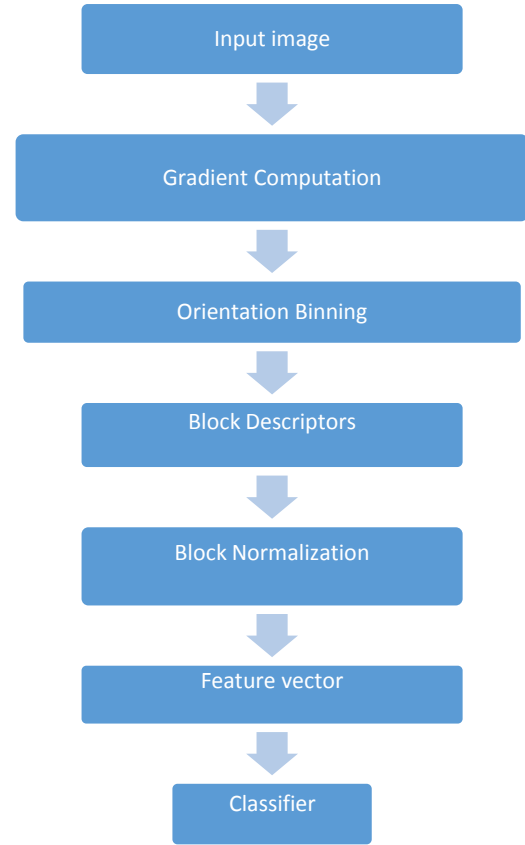 Input image
Gradient Computation
Orientation Binning
Block Descriptors
Block Normalization
Feature vector
Classifier